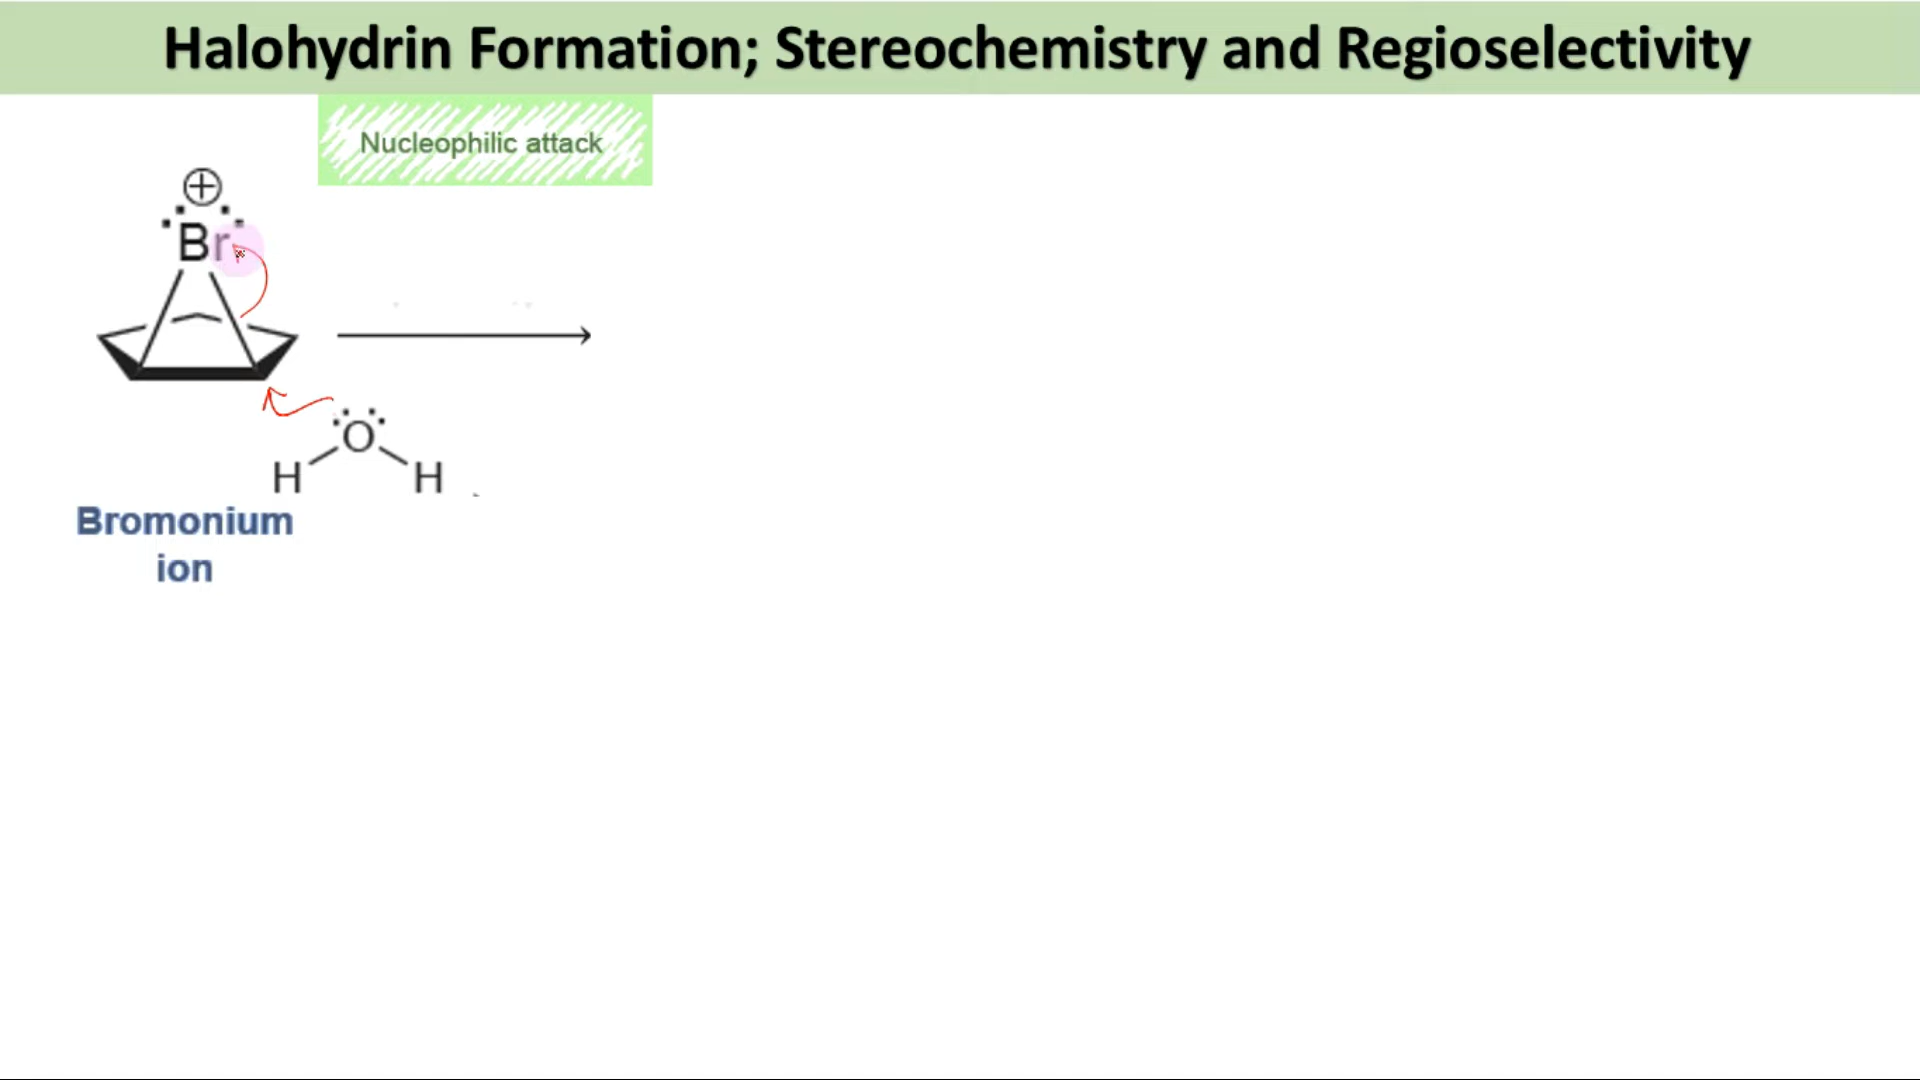 Halohydrin Formation; Stereochemistry and Regioselectivity
Nucleophilic attack
⊕
Br
O
H H
Bromonium
ion